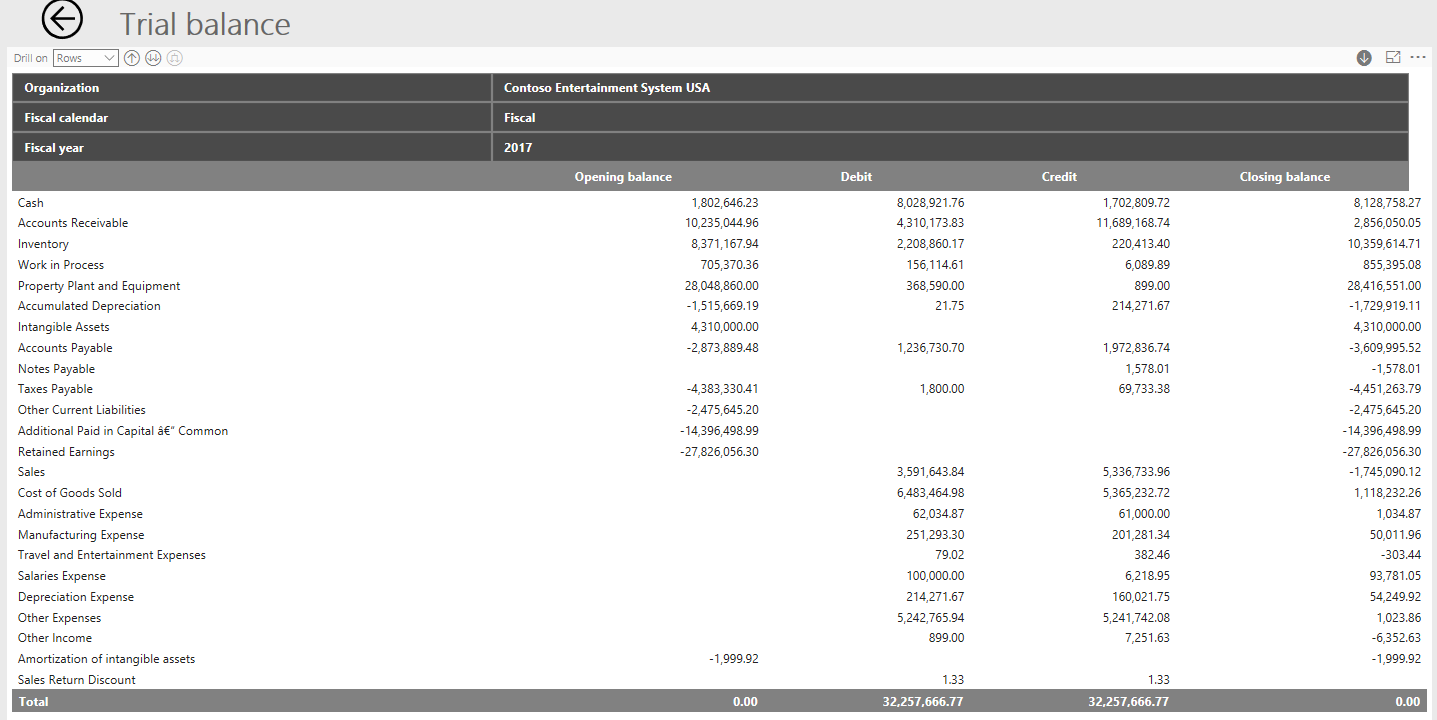 Trial balance
Drill on Rows
Organization Contoso Entertainment System USA
Fiscal calendar Fiscal
Fiscal year 2017
Opening balance Debit Credit Closing balance
Cash 1,802,646.23 8,028,921.76 1,702,809.72 8,128,758.27
Accounts Receivable 10,235,044.96 4,310,173.83 11,689,168.74 2,856,050.05
Inventory 8,371,167.94 2,208,860.17 220,413.40 10,359,614.71
Work in Process 705,370.36 156,114.61 6,089.89 855,395.08
Property Plant and Equipment 28,048,860.00 368,590.00 899.00 28,416,551.00
Accumulated Depreciation -1,515,669.19 21.75 214,271.67 -1,729,919.11
Intangible Assets 4,310,000.00 4,310,000.00
Accounts Payable -2,873,889.48 1,236,730.70 1,972,836.74 -3,609,995.52
Notes Payable 1,578.01 -1,578.01
Taxes Payable -4,383,330.41 1,800.00 69,733.38 -4,451,263.79
Other Current Liabilities -2,475,645.20 -2,475,645.20
Additional Paid in Capital â€“ Common -14,396,498.99 -14,396,498.99
Retained Earnings -27,826,056.30 -27,826,056.30
Sales 3,591,643.84 5,336,733.96 -1,745,090.12
Cost of Goods Sold 6,483,464.98 5,365,232.72 1,118,232.26
Administrative Expense 62,034.87 61,000.00 1,034.87
Manufacturing Expense 251,293.30 201,281.34 50,011.96
Travel and Entertainment Expenses 79.02 382.46 -303.44
Salaries Expense 100,000.00 6,218.95 93,781.05
Depreciation Expense 214,271.67 160,021.75 54,249.92
Other Expenses 5,242,765.94 5,241,742.08 1,023.86
Other Income 899.00 7,251.63 -6,352.63
Amortization of intangible assets -1,999.92 -1,999.92
Sales Return Discount 1.33 1.33
Total 0.00 32,257,666.77 32,257,666.77 0.00